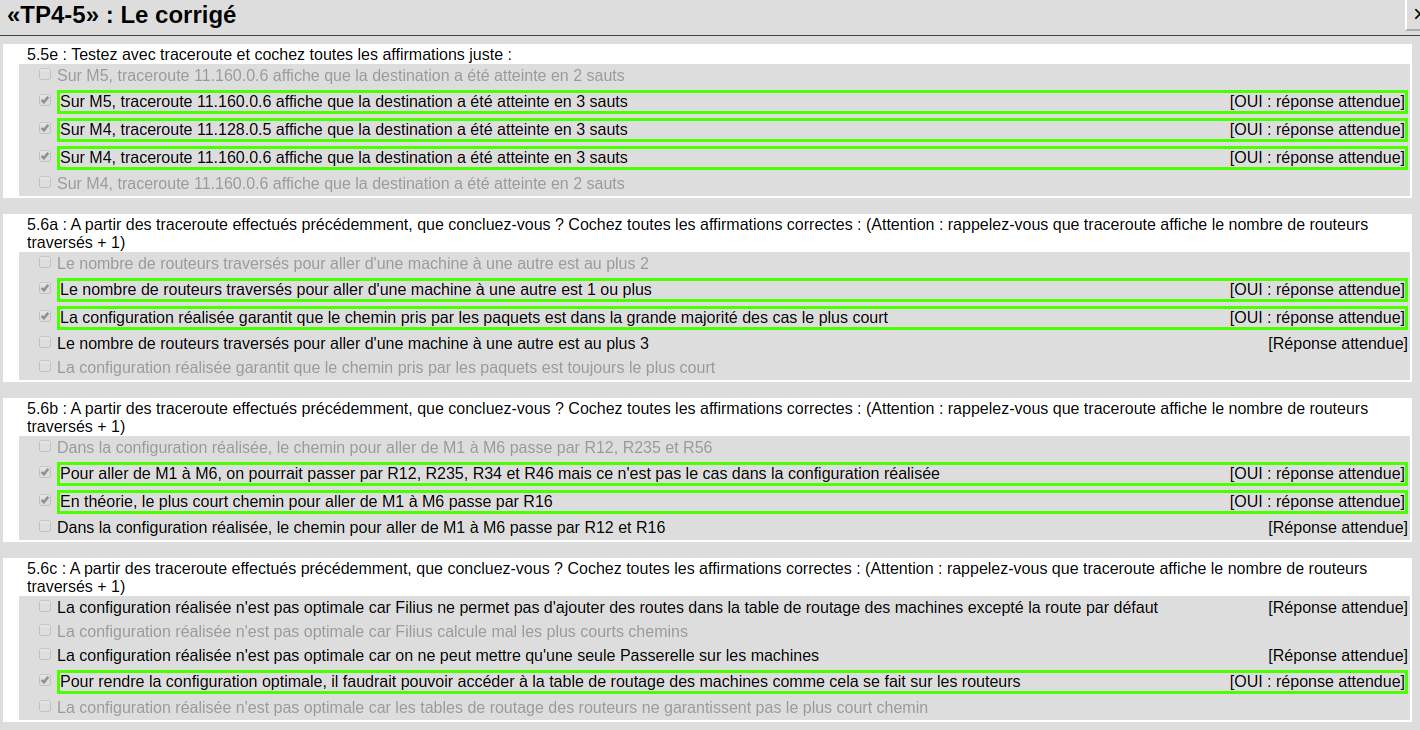 «TP4-5» : Le corrigé
5.5e : Testez avec traceroute et cochez toutes les affirmations juste :
Sur M5, traceroute 11.160.0.6 affiche que la destination a été atteinte en 2 sauts
Sur M5, traceroute 11.160.0.6 affiche que la destination a été atteinte en 3 sauts [OUI : réponse attendue]
Sur M4, traceroute 11.128.0.5 affiche que la destination a été atteinte en 3 sauts [OUI : réponse attendue]
Sur M4, traceroute 11.160.0.6 affiche que la destination a été atteinte en 3 sauts [OUI : réponse attendue]
Sur M4, traceroute 11.160.0.6 affiche que la destination a été atteinte en 2 sauts
5.6a : A partir des traceroute effectués précédemment, que concluez-vous ? Cochez toutes les affirmations correctes : (Attention : rappelez-vous que traceroute affiche le nombre de routeurs
traversés + 1)
Le nombre de routeurs traversés pour aller d'une machine à une autre est au plus 2
Le nombre de routeurs traversés pour aller d'une machine à une autre est 1 ou plus [OUI : réponse attendue]
La configuration réalisée garantit que le chemin pris par les paquets est dans la grande majorité des cas le plus court [OUI : réponse attendue]
Le nombre de routeurs traversés pour aller d'une machine à une autre est au plus 3 [Réponse attendue]
La configuration réalisée garantit que le chemin pris par les paquets est toujours le plus court
5.6b : A partir des traceroute effectués précédemment, que concluez-vous ? Cochez toutes les affirmations correctes : (Attention : rappelez-vous que traceroute affiche le nombre de routeurs
traversés + 1)
Dans la configuration réalisée, le chemin pour aller de M1 à M6 passe par R12, R235 et R56
Pour aller de M1 à M6, on pourrait passer par R12, R235, R34 et R46 mais ce n'est pas le cas dans la configuration réalisée [OUI : réponse attendue]
En théorie, le plus court chemin pour aller de M1 à M6 passe par R16 [OUI : réponse attendue]
Dans la configuration réalisée, le chemin pour aller de M1 à M6 passe par R12 et R16 [Réponse attendue]
5.6c : A partir des traceroute effectués précédemment, que concluez-vous ? Cochez toutes les affirmations correctes : (Attention : rappelez-vous que traceroute affiche le nombre de routeurs
traversés + 1)
La configuration réalisée n'est pas optimale car Filius ne permet pas d'ajouter des routes dans la table de routage des machines excepté la route par défaut [Réponse attendue]
La configuration réalisée n'est pas optimale car Filius calcule mal les plus courts chemins
La configuration réalisée n'est pas optimale car on ne peut mettre qu'une seule Passerelle sur les machines [Réponse attendue]
Pour rendre la configuration optimale, il faudrait pouvoir accéder à la table de routage des machines comme cela se fait sur les routeurs [OUI : réponse attendue]
La configuration réalisée n'est pas optimale car les tables de routage des routeurs ne garantissent pas le plus court chemin